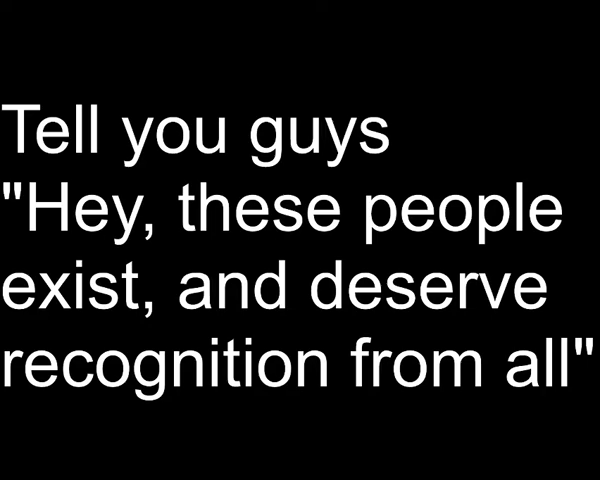 Tell you guys
"Hey, these people
exist, and deserve
recognition from all"